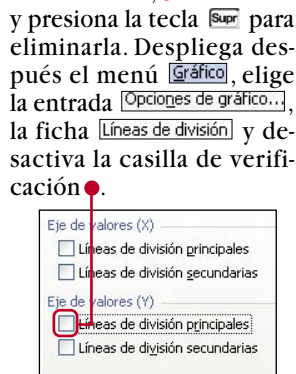 y presiona la tecla Supr para
eliminarla. Despliega des-
pués el menú Gráfico, elige
la entrada Opciones de gráfico...,
la ficha Líneas de división y de-
sactiva la casilla de verifi-
cación.
Eje de valores (X)
Líneas de división principales
Líneas de división secundarias
Eje de valores (Y)
Líneas de división principales
Líneas de división secundarias